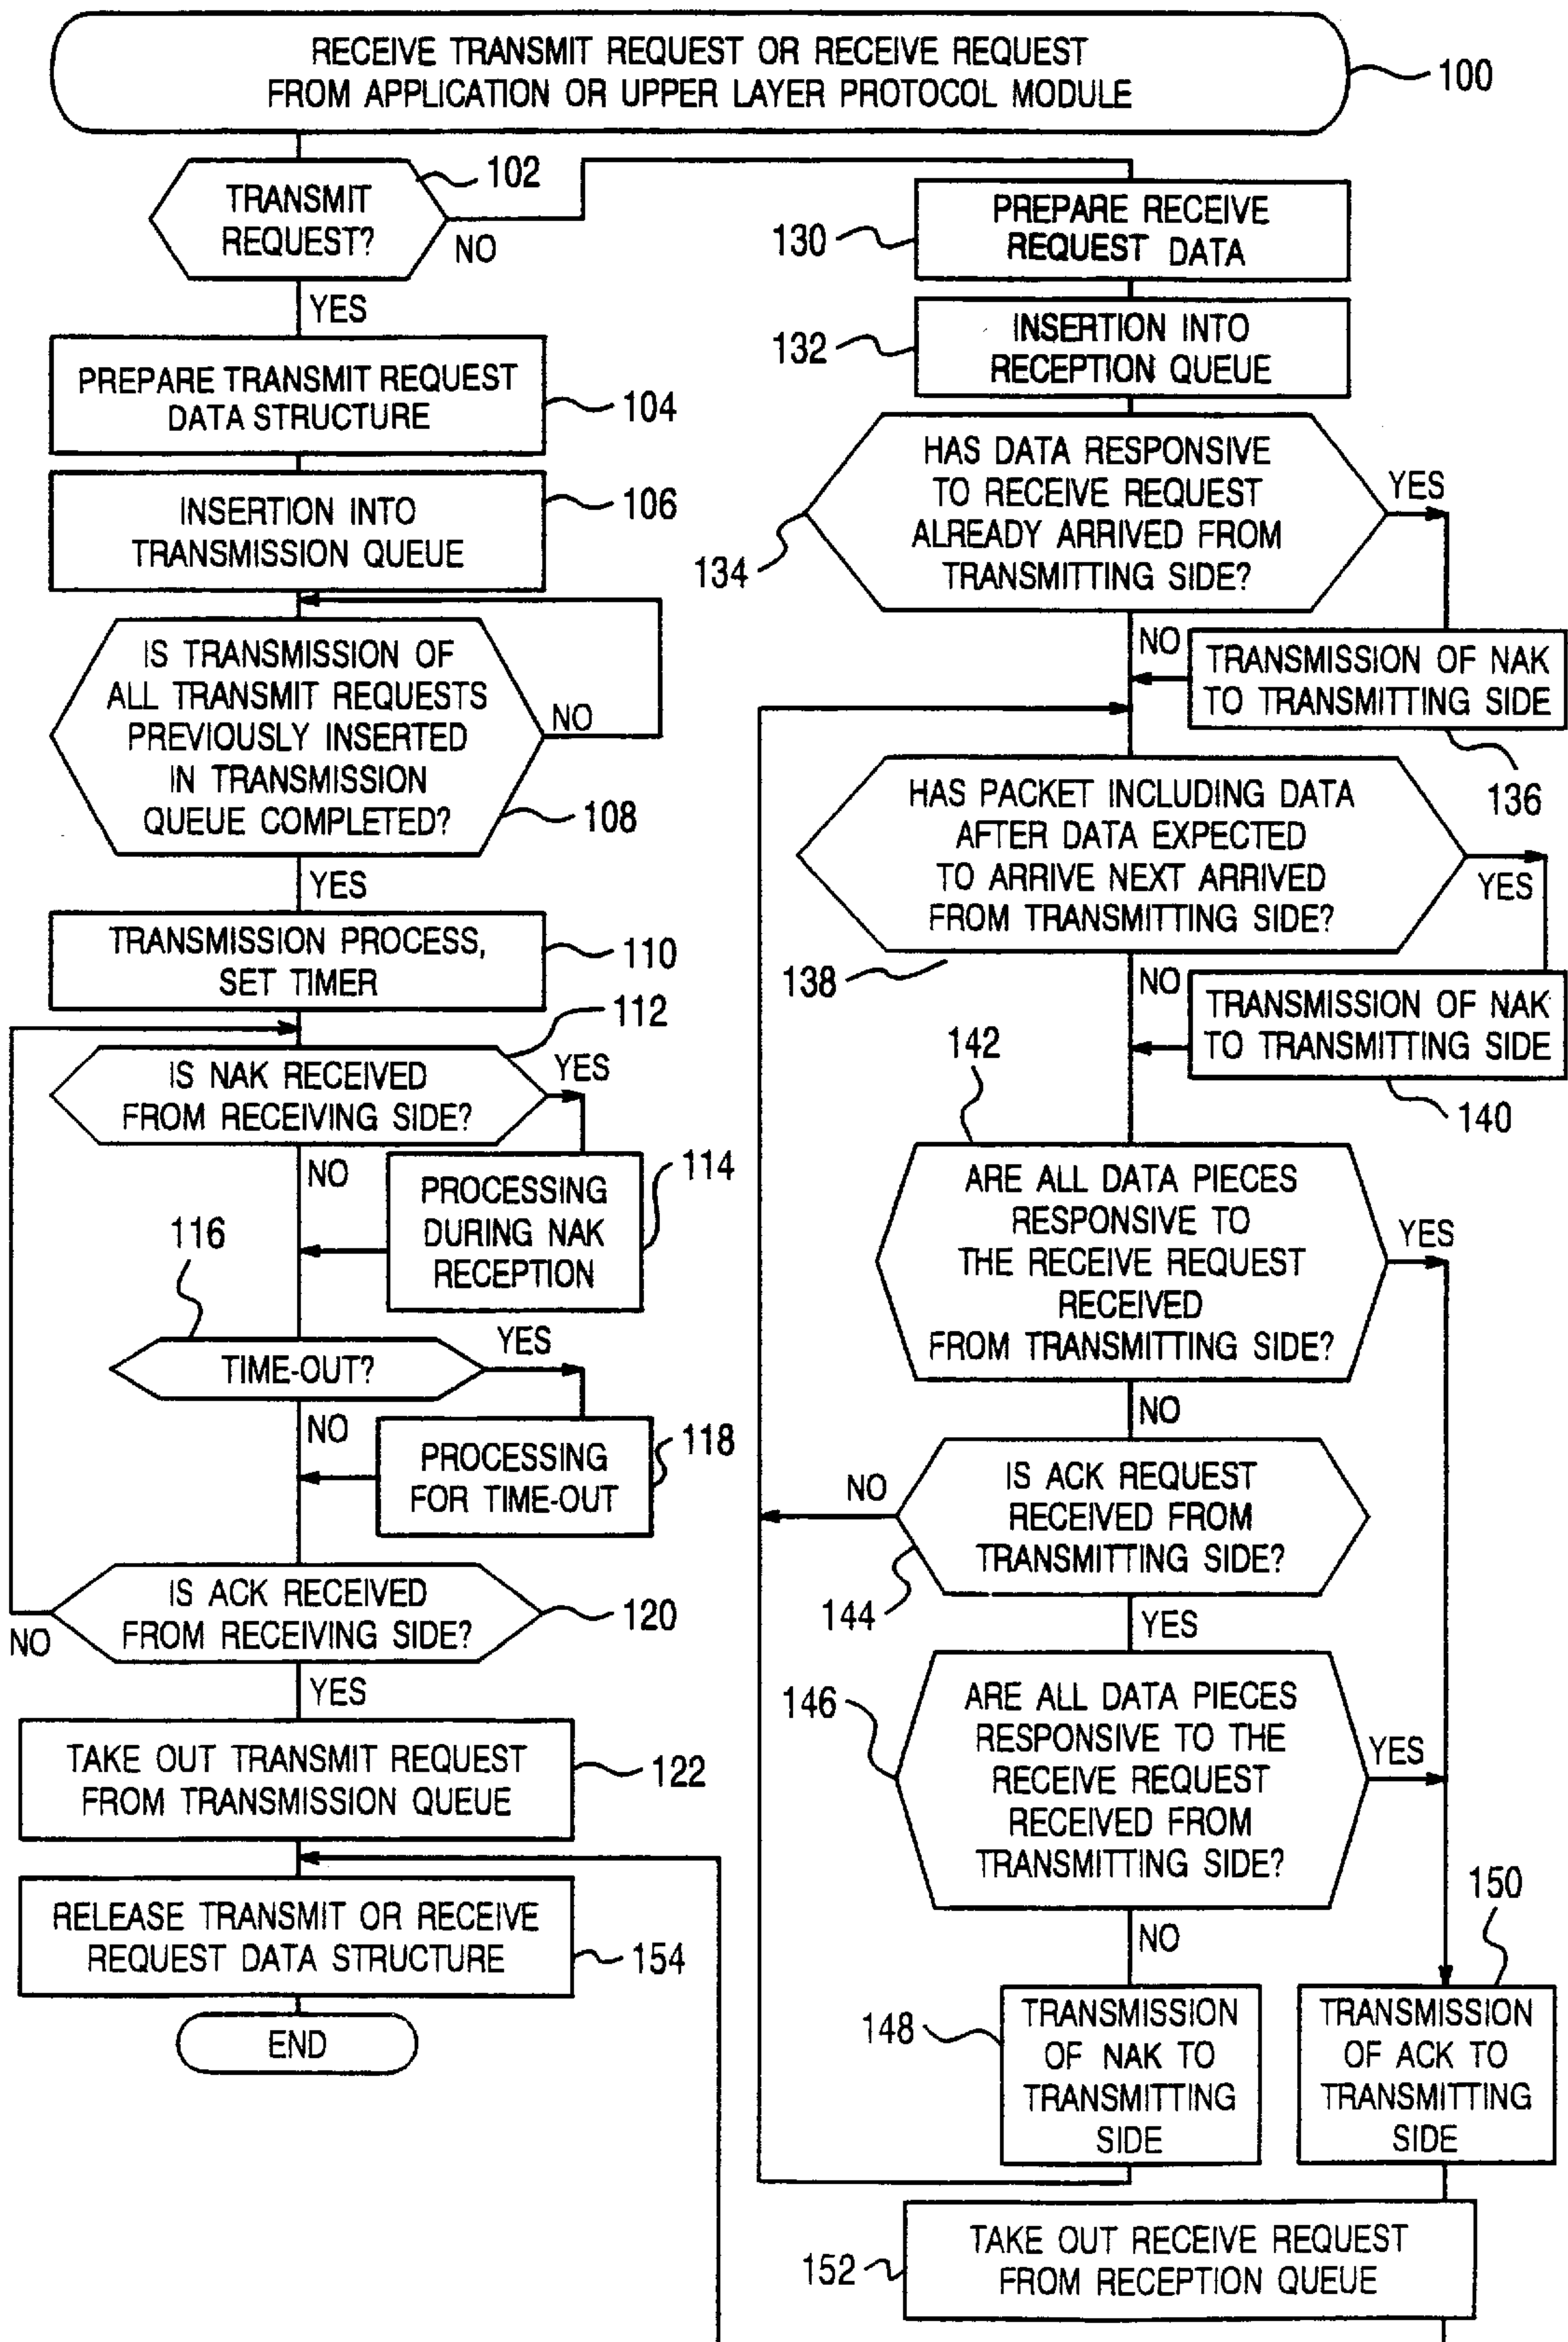 RECEIVE TRANSMIT REQUEST OR RECEIVE REQUEST
FROM APPLICATION OR UPPER LAYER PROTOCOL MODULE
100
TRANSMIT
REQUEST?
102
NO
YES
PREPARE TRANSMIT REQUEST
DATA STRUCTURE
104
INSERTION INTO
TRANSMISSION QUEUE
106
IS TRANSMISSION OF
ALL TRANSMIT REQUESTS
PREVIOUSLY INSERTED
IN TRANSMISSION
QUEUE COMPLETED?
NO
108
YES
TRANSMISSION PROCESS,
SET TIMER
110
112
IS NAK RECEIVED
FROM RECEIVING SIDE?
YES
NO
PROCESSING
DURING NAK
RECEPTION
114
116
TIME-OUT?
YES
NO
PROCESSING
FOR TIME-OUT
118
IS ACK RECEIVED
FROM RECEIVING SIDE?
120
NO
YES
TAKE OUT TRANSMIT REQUEST
FROM TRANSMISSION QUEUE
122
RELEASE TRANSMIT OR RECEIVE
REQUEST DATA STRUCTURE
154
END
PREPARE RECEIVE
REQUEST DATA
130
INSERTION INTO
RECEPTION QUEUE
132
HAS DATA RESPONSIVE
TO RECEIVE REQUEST
ALREADY ARRIVED FROM
TRANSMITTING SIDE?
134
YES
NO
TRANSMISSION OF NAK
TO TRANSMITTING SIDE
136
HAS PACKET INCLUDING DATA
AFTER DATA EXPECTED
TO ARRIVE NEXT ARRIVED
FROM TRANSMITTING SIDE?
YES
138
NO
TRANSMISSION OF NAK
TO TRANSMITTING SIDE
140
142
ARE ALL DATA PIECES
RESPONSIVE TO
THE RECEIVE REQUEST
RECEIVED
FROM TRANSMITTING SIDE?
YES
NO
IS ACK REQUEST
RECEIVED FROM
TRANSMITTING SIDE?
NO
144
YES
146
ARE ALL DATA PIECES
RESPONSIVE TO THE
RECEIVE REQUEST
RECEIVED FROM
TRANSMITTING SIDE?
YES
NO
148
TRANSMISSION
OF NAK TO
TRANSMITTING
SIDE
150
TRANSMISSION
OF ACK TO
TRANSMITTING
SIDE
152
TAKE OUT RECEIVE REQUEST
FROM RECEPTION QUEUE